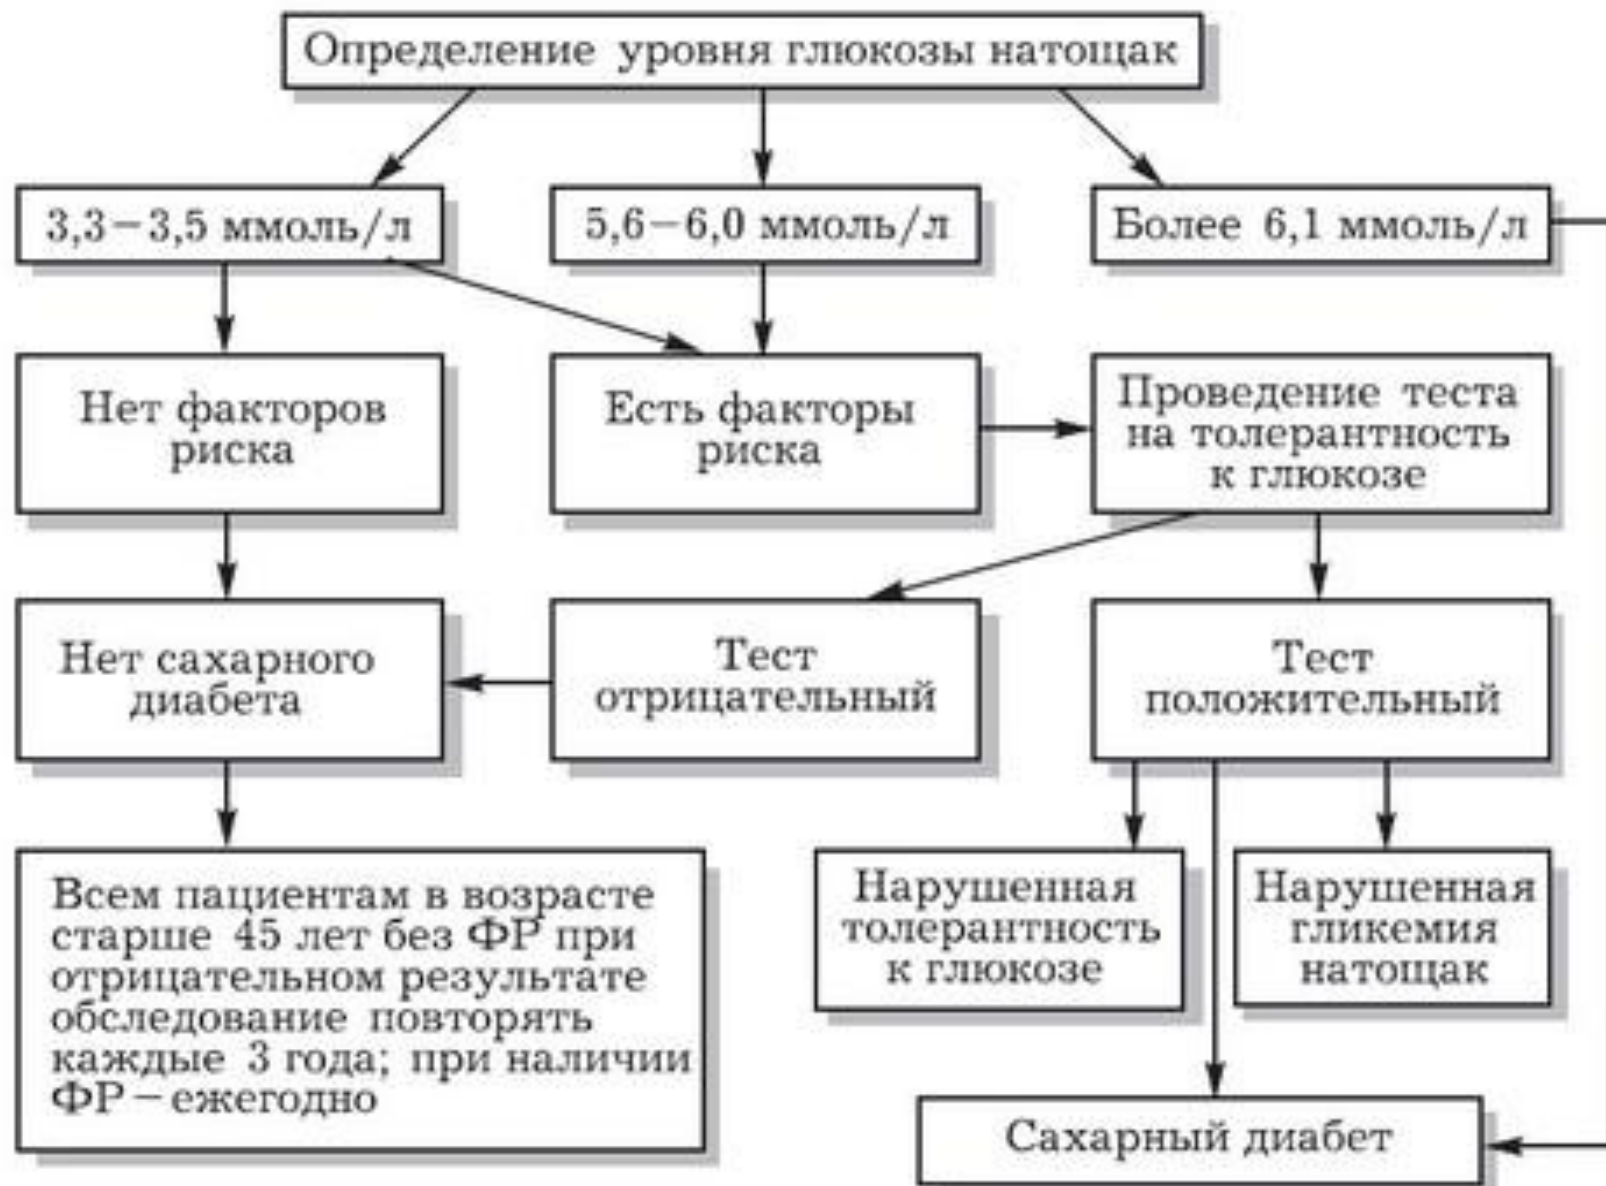 Определение уровня глюкозы натощак
3,3–3,5 ммоль/л
5,6–6,0 ммоль/л
Более 6,1 ммоль/л
Нет факторов
риска
Есть факторы
риска
Проведение теста
на толерантность
к глюкозе
Нет сахарного
диабета
Тест
отрицательный
Тест
положительный
Всем пациентам в возрасте
старше 45 лет без ФР при
отрицательном результате
обследование повторять
каждые 3 года; при наличии
ФР–ежегодно
Нарушенная
толерантность
к глюкозе
Нарушенная
гликемия
натощак
Сахарный диабет